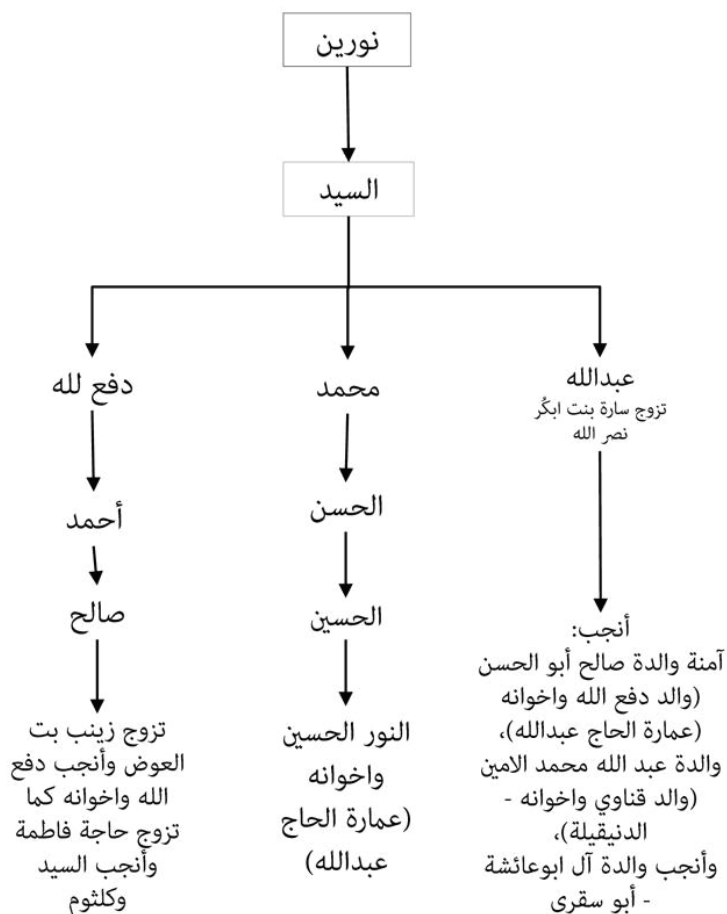 نورين
السيد
عبدالله
تزوج سارة بنت ابكُر
نصر الله
أنجب:
آمنة والدة صالح أبو الحسن
(والد دفع الله واخوانه
(عمارة الحاج عبدالله)،
والدة عبد الله محمد الامين
(والد قناوي واخوانه -
الدنيقيلة)،
وأنجب والدة آل ابوعائشة
- أبو سقرى
محمد
الحسن
الحسين
النور الحسين
واخوانه
(عمارة الحاج
عبدالله)
دفع لله
أحمد
صالح
تزوج زينب بت
العوض وأنجب دفع
الله واخوانه كما
تزوج حاجة فاطمة
وأنجب السيد
وكلثوم